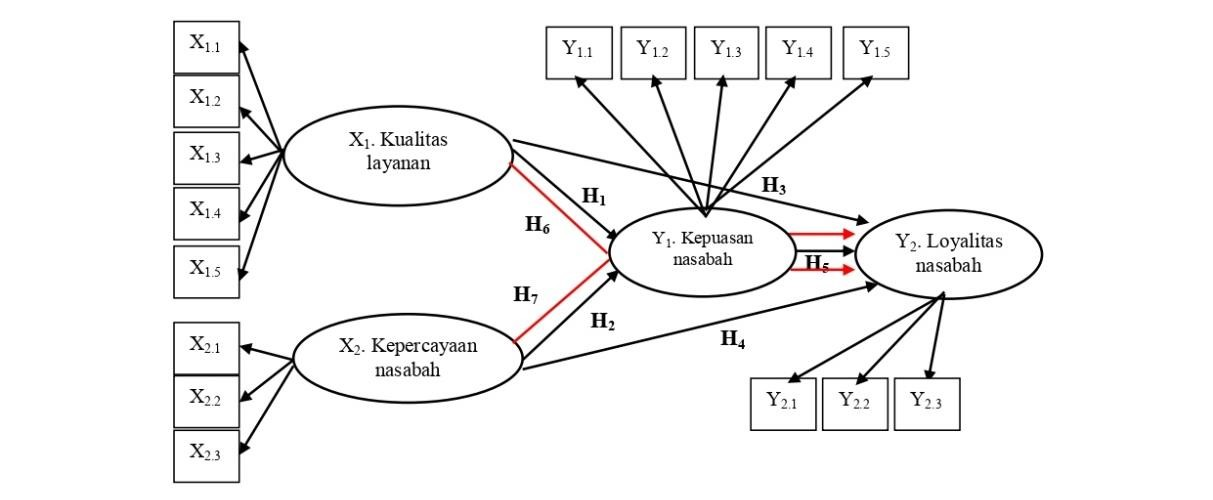 X1.1
X1.2
X1.3
X1.4
X1.5
X1. Kualitas
layanan
Y1.1
Y1.2
Y1.3
Y1.4
Y1.5
H1
H6
H3
Y1. Kepuasan
nasabah
H5
Y2. Loyalitas
nasabah
H7
H2
H4
X2.1
X2.2
X2.3
X2. Kepercayaan
nasabah
Y2.1
Y2.2
Y2.3